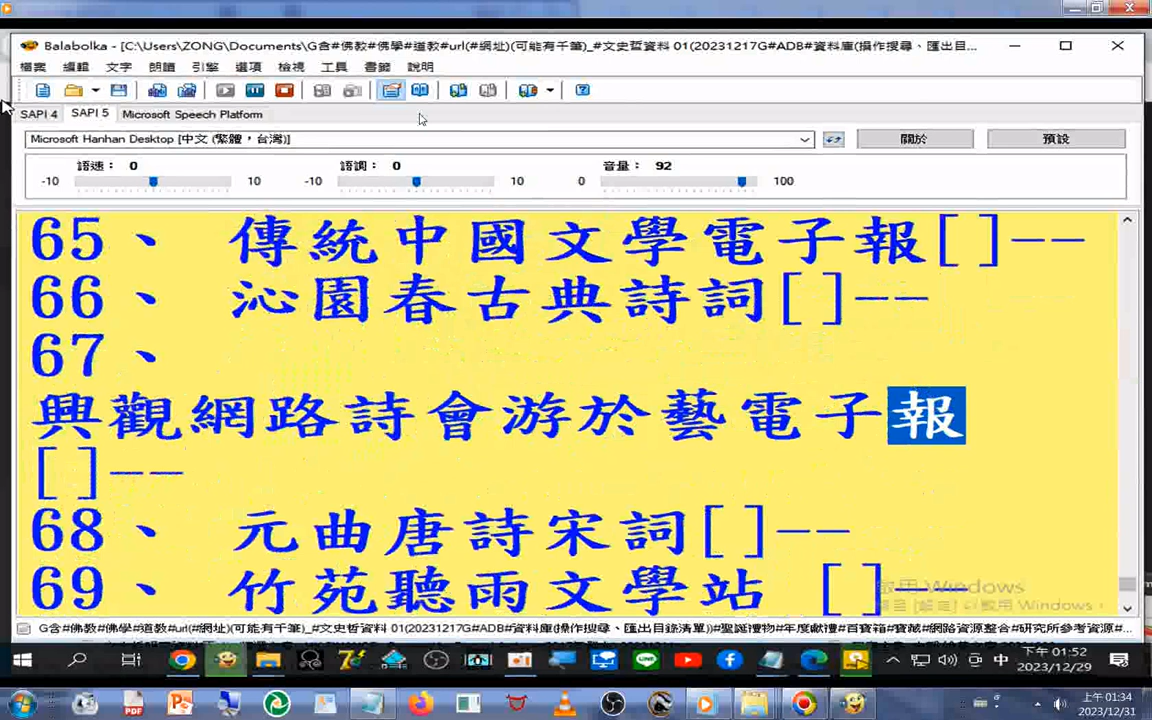 Balabolka - [C:\Users\ZONG\Documents\G含#佛教#佛學#道教#url(#網址)(可能有千筆)_#文史哲資料 01(20231217G#ADB#資料庫(操作搜尋、匯出目...
檔案 編輯 文字 朗讀 引擎 選項 檢視 工具 書籤 說明
SAPI 4 SAPI 5 Microsoft Speech Platform
Microsoft Hanhan Desktop [中文 (繁體，台灣)] 關於 預設
語速： 0 語調： 0 音量： 92
-10 10 -10 10 0 100
65、 傳統中國文學電子報[]--
66、 沁園春古典詩詞[]--
67、
興觀網路詩會游於藝電子報
[]--
68、 元曲唐詩宋詞[]--
69、 竹苑聽雨文學站 []
啟用 Windows
G含#佛教#佛學#道教#url(#網址)(可能有千筆)_#文史哲資料 01(20231217G#ADB#資料庫(操作搜尋、匯出目錄清單))#聖誕禮物#年度獻禮#百寶箱#寶藏#網路資源整合#研究所參考資源#...
中 下午 01:52
2023/12/29
上午 01:34
2023/12/31